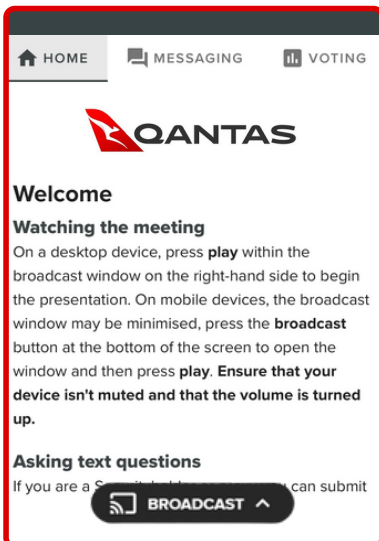 HOME MESSAGING VOTING
QANTAS
Welcome
Watching the meeting
On a desktop device, press play within the
broadcast window on the right-hand side to begin
the presentation. On mobile devices, the broadcast
window may be minimised, press the broadcast
button at the bottom of the screen to open the
window and then press play. Ensure that your
device isn't muted and that the volume is turned
up.
Asking text questions
If you are a can submit
BROADCAST